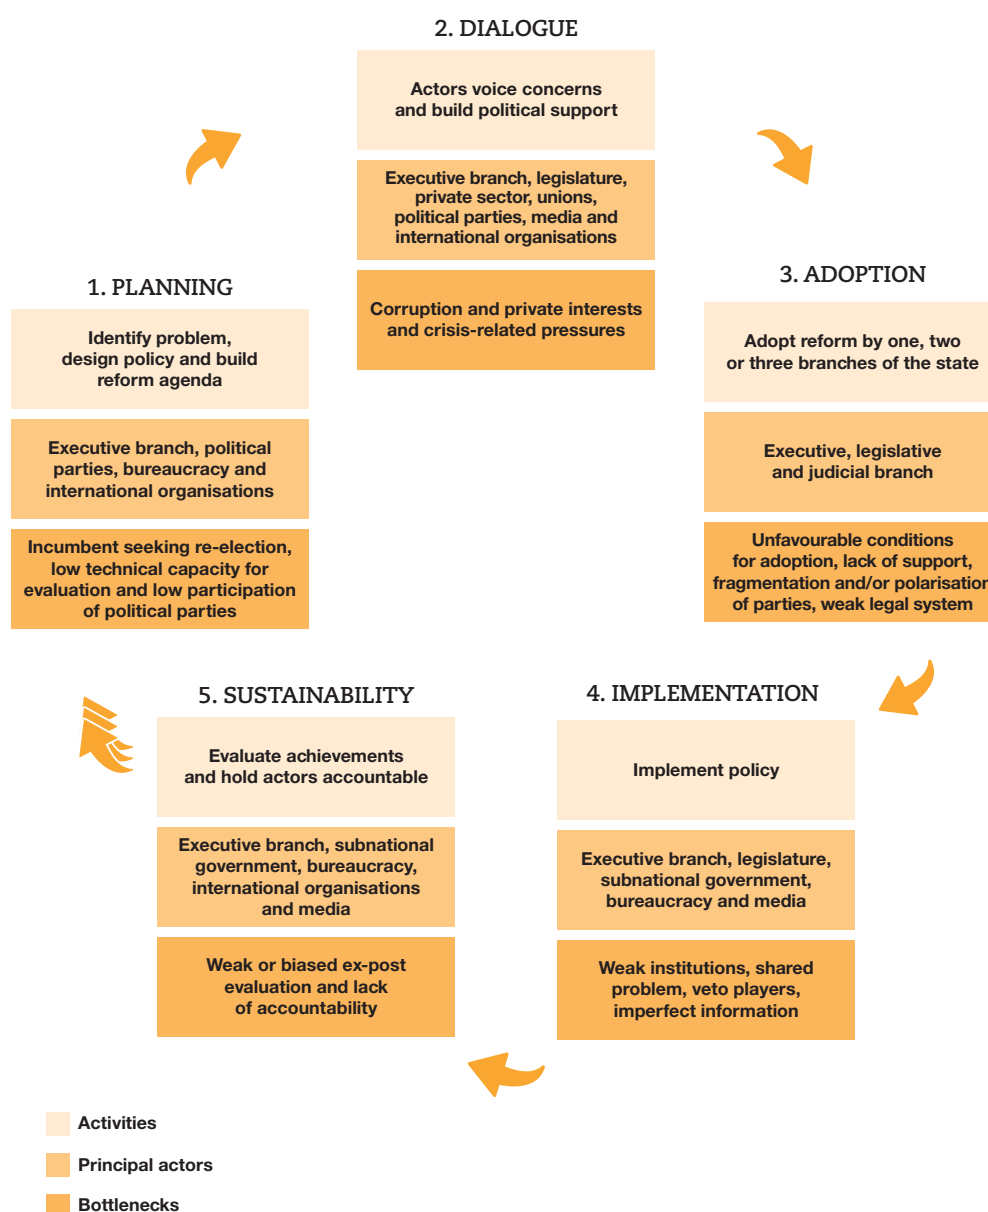 2. DIALOGUE
Actors voice concerns
and build political support
Executive branch, legislature,
private sector, unions,
political parties, media and
international organisations
Corruption and private interests
and crisis-related pressures
1. PLANNING
Identify problem,
design policy and build
reform agenda
Executive branch, political
parties, bureaucracy and
international organisations
Incumbent seeking re-election,
low technical capacity for
evaluation and low participation
of political parties
3. ADOPTION
Adopt reform by one, two
or three branches of the state
Executive, legislative
and judicial branch
Unfavourable conditions
for adoption, lack of support,
fragmentation and/or polarisation
of parties, weak legal system
5. SUSTAINABILITY
Evaluate achievements
and hold actors accountable
Executive branch, subnational
government, bureaucracy,
international organisations
and media
Weak or biased ex-post
evaluation and lack
of accountability
4. IMPLEMENTATION
Implement policy
Executive branch, legislature,
subnational government,
bureaucracy and media
Weak institutions, shared
problem, veto players,
imperfect information
Activities
Principal actors
Bottlenecks